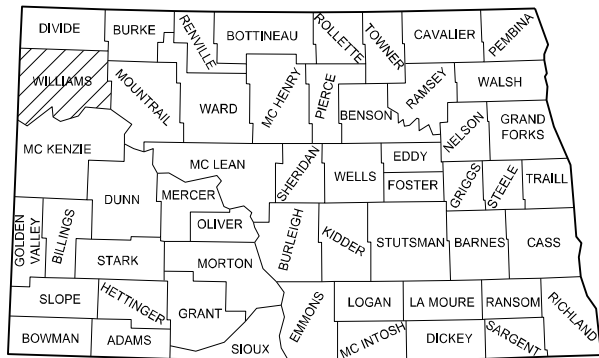 DIVIDE
BURKE
RENVILLE
BOTTINEAU
ROLLETTE
TOWNER
CAVALIER
PEMBINA
WILLIAMS
MOUNTRAIL
WARD
MC HENRY
PIERCE
BENSON
RAMSEY
WALSH
NELSON
GRAND
FORKS
MC KENZIE
MC LEAN
SHERIDAN
WELLS
EDDY
FOSTER
GRIGGS
STEELE
TRAILL
DUNN
MERCER
OLIVER
GOLDEN
VALLEY
BILLINGS
STARK
MORTON
BURLEIGH
KIDDER
STUTSMAN
BARNES
CASS
SLOPE
HETTINGER
GRANT
EMMONS
LOGAN
LA MOURE
RANSOM
RICHLAND
BOWMAN
ADAMS
SIOUX
MC INTOSH
DICKEY
SARGENT